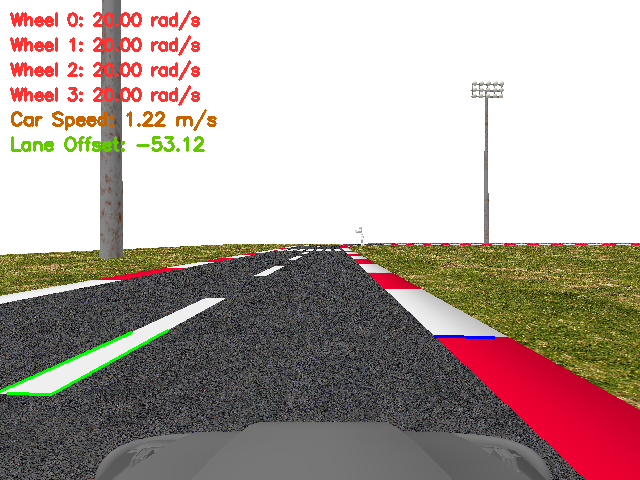 Wheel 0: 20.00 rad/s
Wheel 1: 20.00 rad/s
Wheel 2: 20.00 rad/s
Wheel 3: 20.00 rad/s
Car Speed: 1.22 m/s
Lane Offset: -53.12